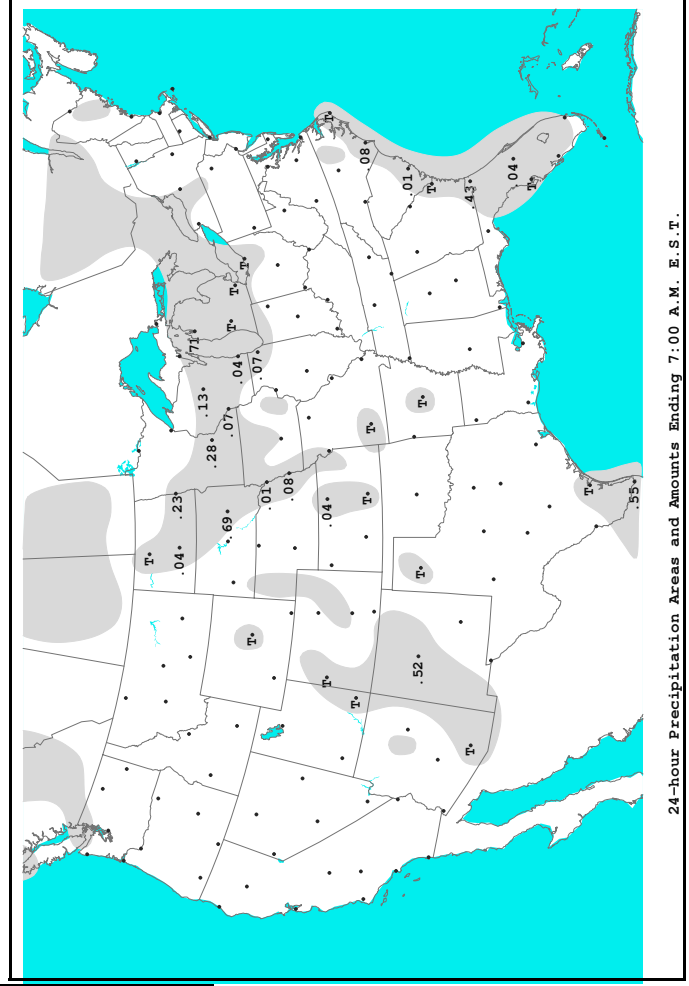 T
.04
.23
.71
.13
.28
.69
.07
T
T
.04
T
T
.07
.01
.08
T
.04
T
T
.08
T
T
.01
.52
T
T
T
T
.43
.04
T
T
.55
24-hour Precipitation Areas and Amounts Ending 7:00 A.M. E.S.T.